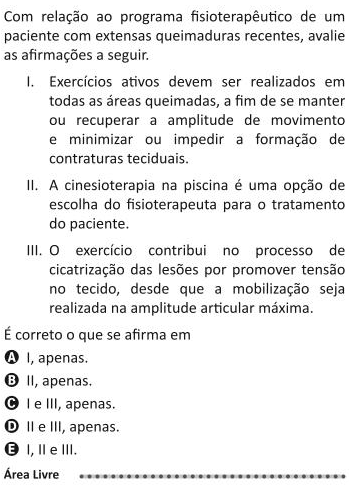 Com relação ao programa fisioterapêutico de um
paciente com extensas queimaduras recentes, avalie
as afirmações a seguir.
I. Exercícios ativos devem ser realizados em
todas as áreas queimadas, a fim de se manter
ou recuperar a amplitude de movimento
e minimizar ou impedir a formação de
contraturas teciduais.
II. A cinesioterapia na piscina é uma opção de
escolha do fisioterapeuta para o tratamento
do paciente.
III. O exercício contribui no processo de
cicatrização das lesões por promover tensão
no tecido, desde que a mobilização seja
realizada na amplitude articular máxima.
É correto o que se afirma em
A I, apenas.
B II, apenas.
C I e III, apenas.
D II e III, apenas.
E I, II e III.
Área Livre